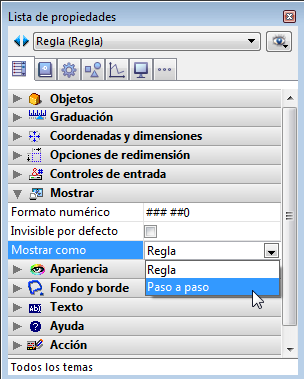 Lista de propiedades
Regla (Regla)
Objetos
Graduación
Coordenadas y dimensiones
Opciones de redimensión
Controles de entrada
Mostrar
Formato numérico ### ##0
Invisible por defecto
Mostrar como Regla
Apariencia Regla
Fondo y borde Paso a paso
Texto
Ayuda
Acción
Todos los temas